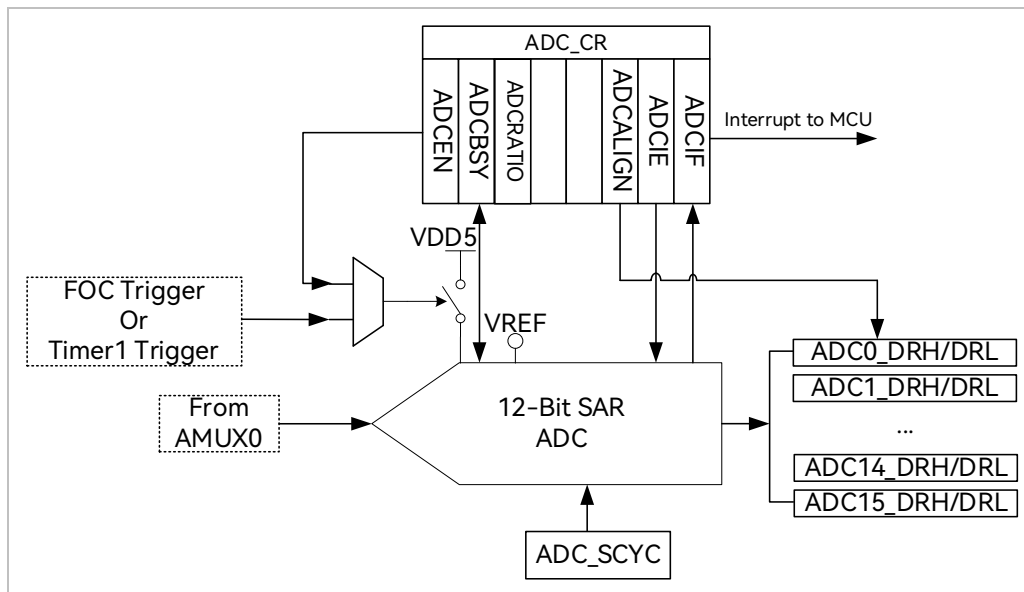 ADC_CR
ADCEN
ADCBSY
ADCRATIO
ADCALIGN
ADCIE
ADCIF
Interrupt to MCU
VDD5
FOC Trigger
Or
Timer1 Trigger
VREF
From
AMUX0
12-Bit SAR
ADC
ADC0_DRH/DRL
ADC1_DRH/DRL
...
ADC14_DRH/DRL
ADC15_DRH/DRL
ADC_SCYC